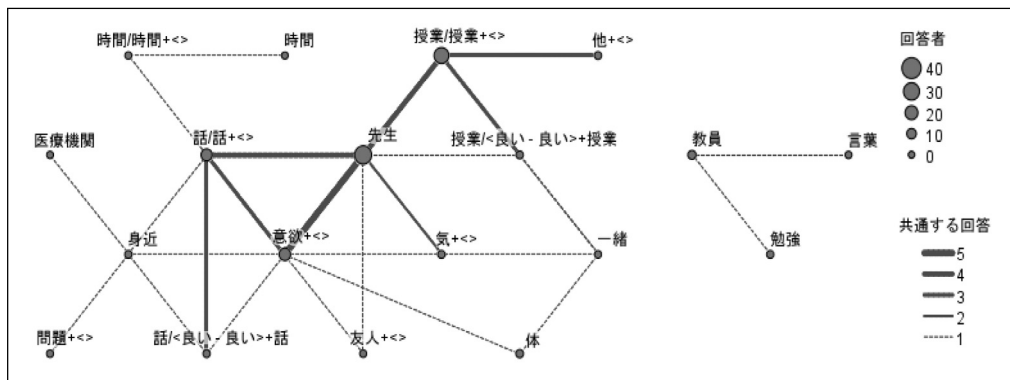 時間/時間+<>
時間
授業/授業+<>
他+<>
医療機関
話/話+<>
先生
授業/<良い - 良い>+授業
教員
言葉
身近
意欲+<>
気+<>
一緒
勉強
問題+<>
話/<良い - 良い>+話
友人+<>
体
回答者
40
30
20
10
0
共通する回答
5
4
3
2
1